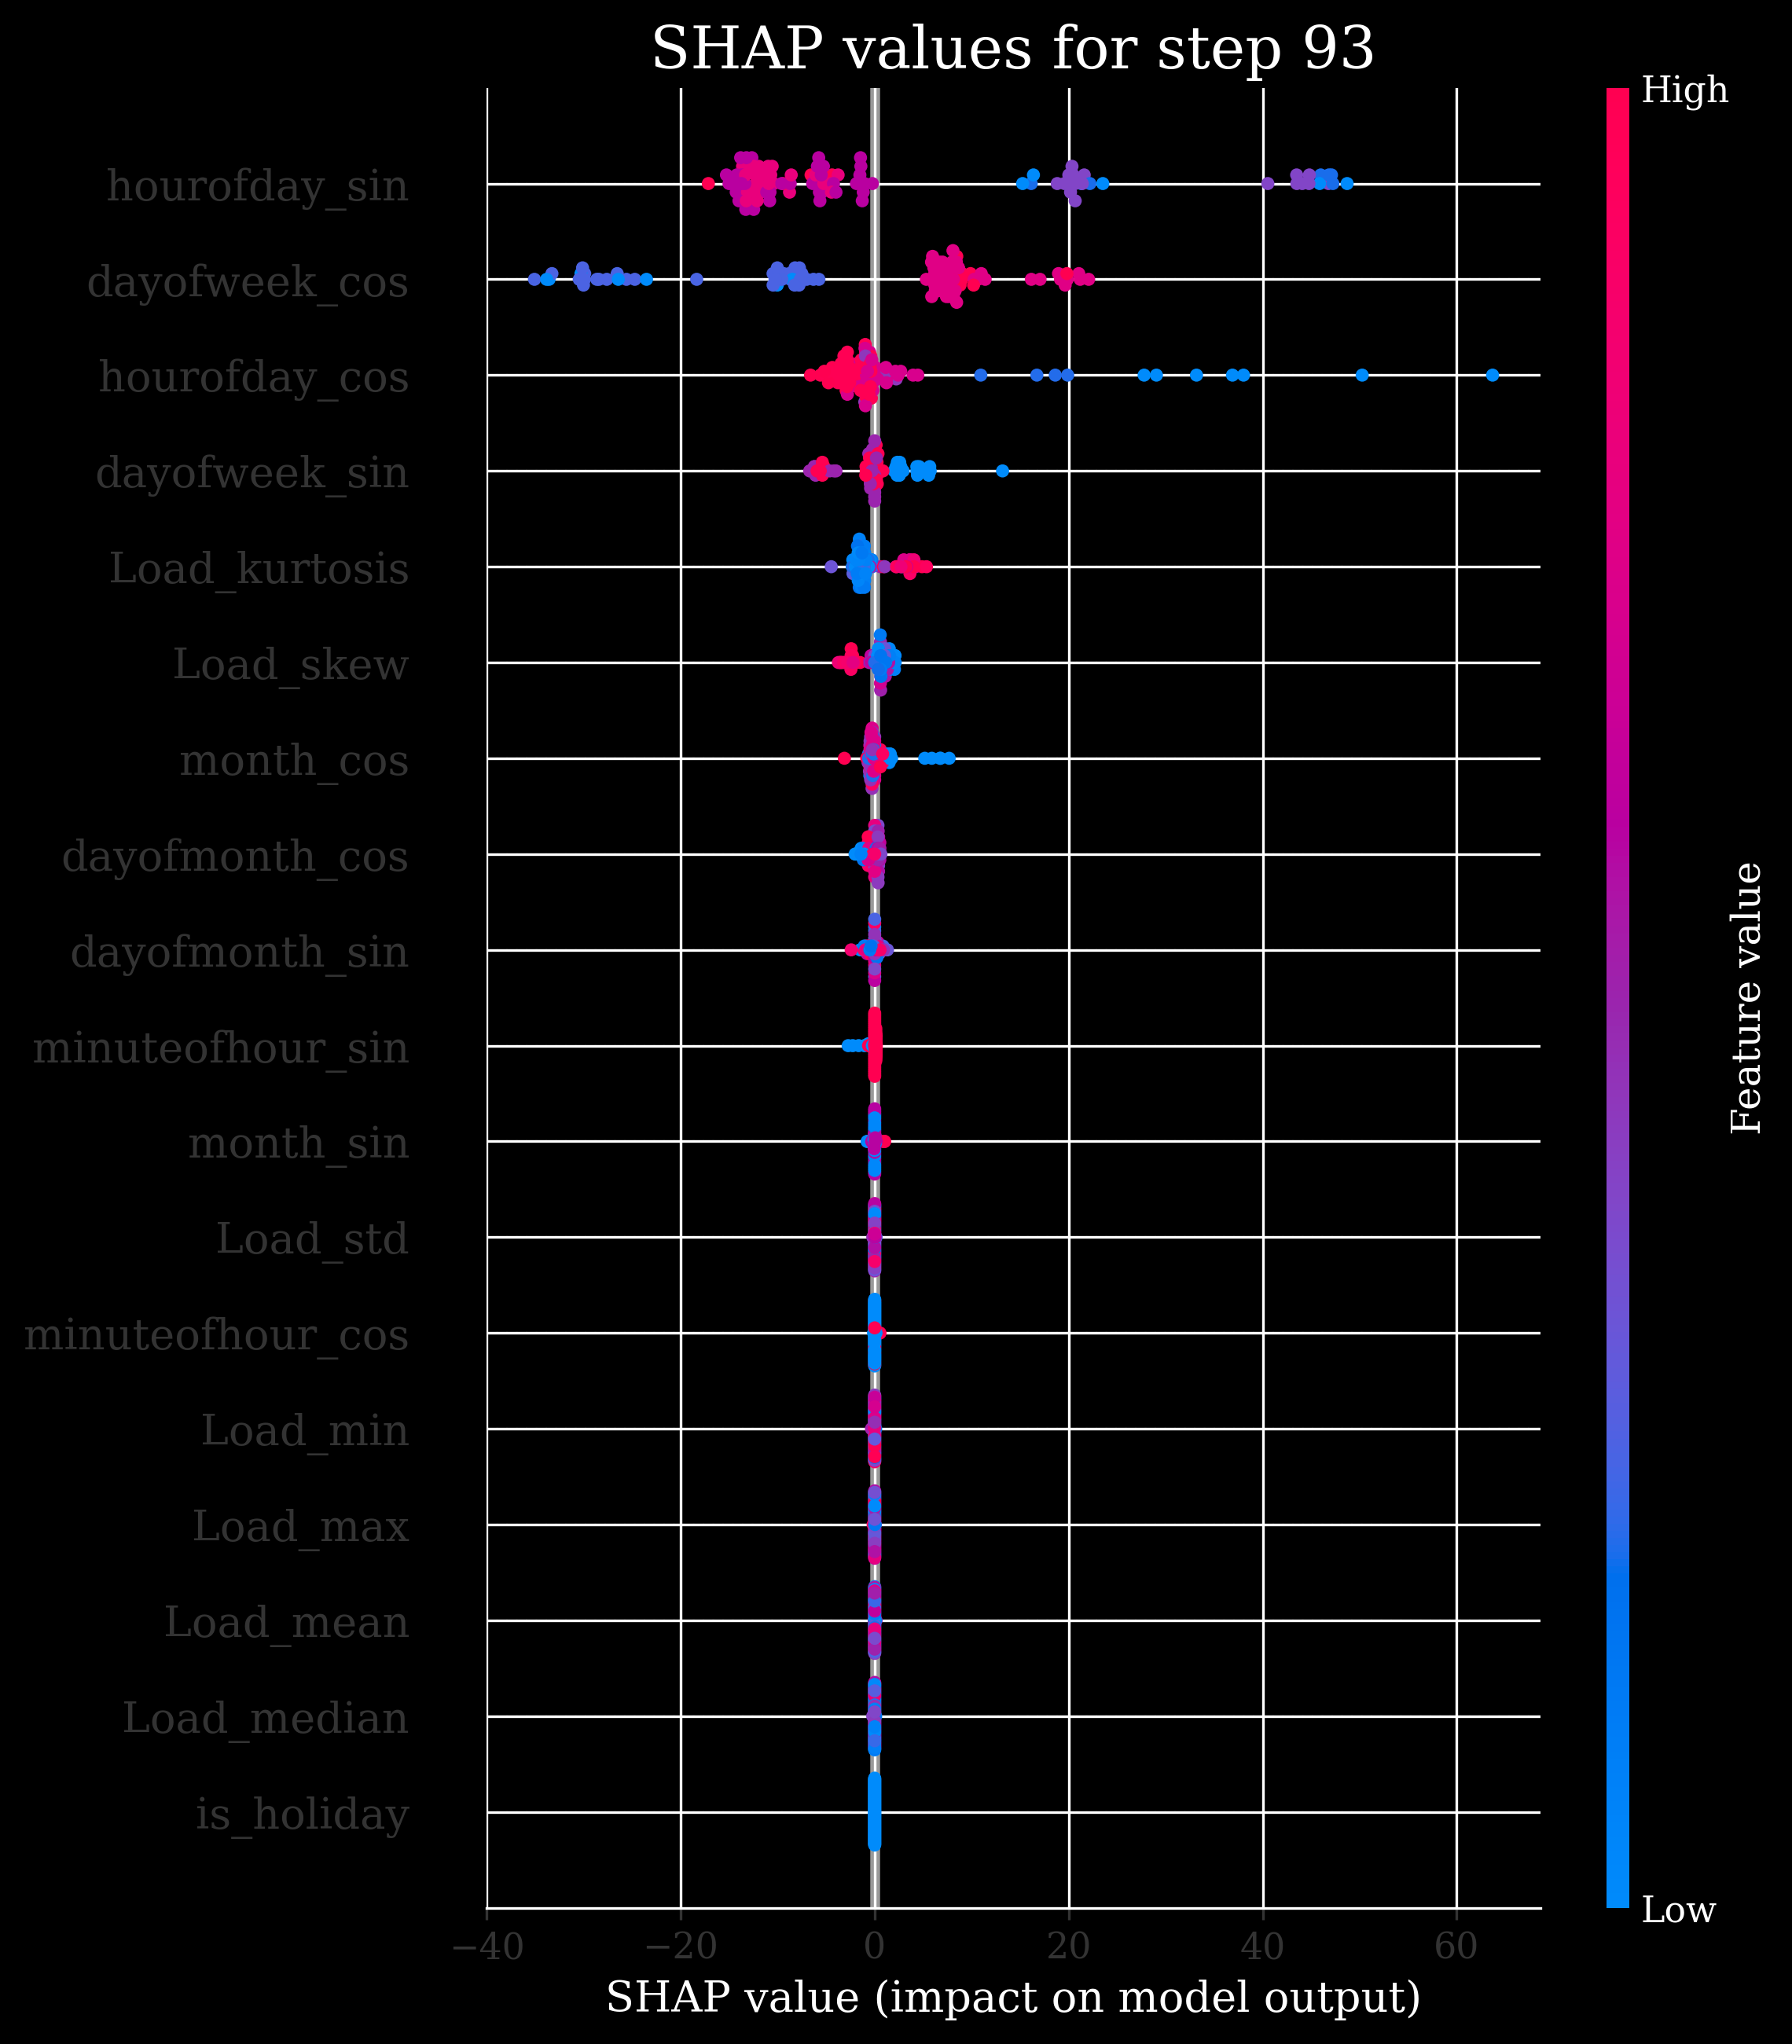 SHAP values for step 93
High
hourofday_sin
dayofweek_cos
hourofday_cos
dayofweek_sin
Load_kurtosis
Load_skew
month_cos
dayofmonth_cos
dayofmonth_sin
minuteofhour_sin
month_sin
Load_std
minuteofhour_cos
Load_min
Load_max
Load_mean
Load_median
is_holiday
Feature value
Low
−40 −20 0 20 40 60
SHAP value (impact on model output)